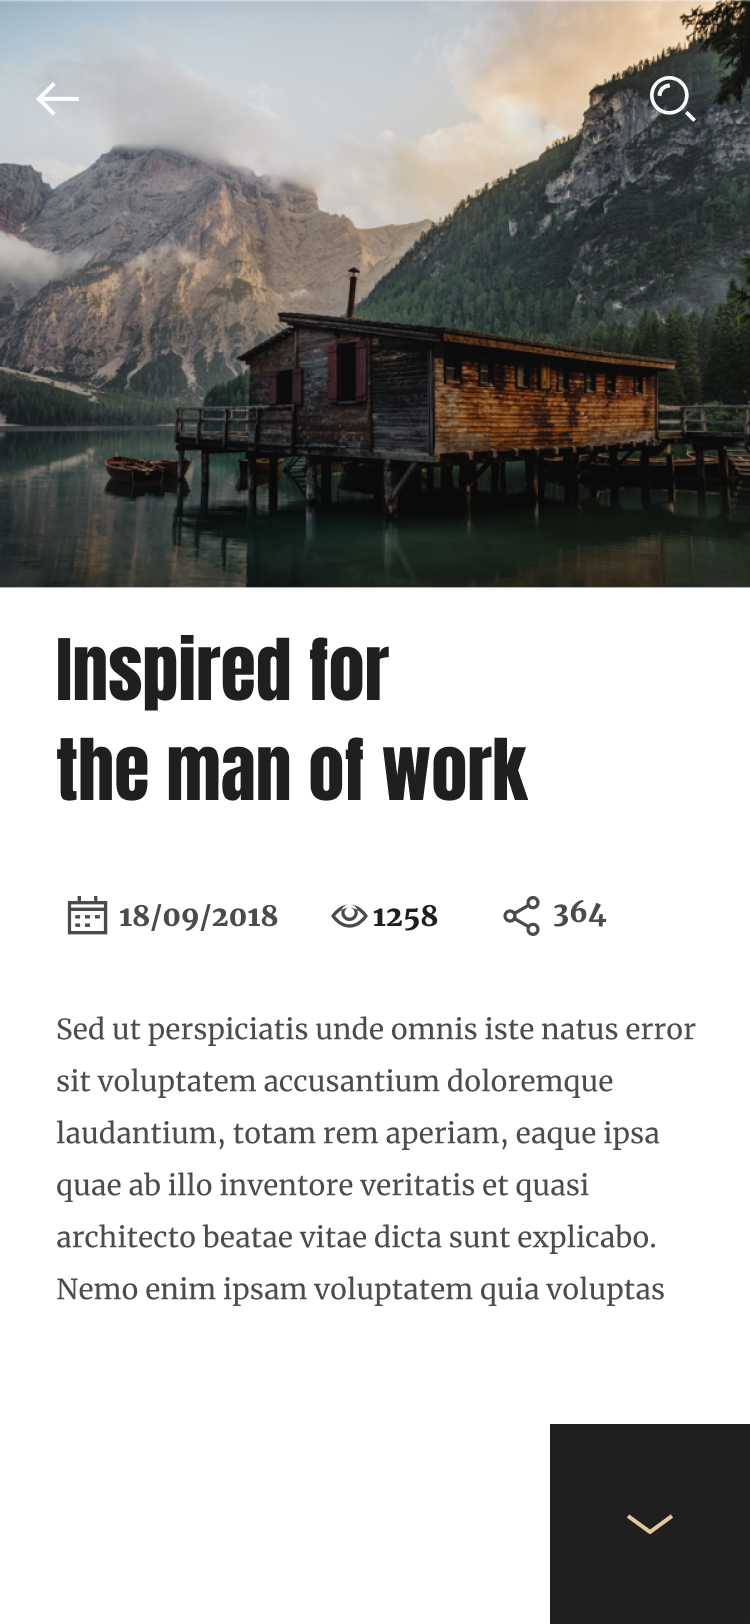 Inspired for
the man of work
18/09/2018 1258 364
Sed ut perspiciatis unde omnis iste natus error
sit voluptatem accusantium doloremque
laudantium, totam rem aperiam, eaque ipsa
quae ab illo inventore veritatis et quasi
architecto beatae vitae dicta sunt explicabo.
Nemo enim ipsam voluptatem quia voluptas